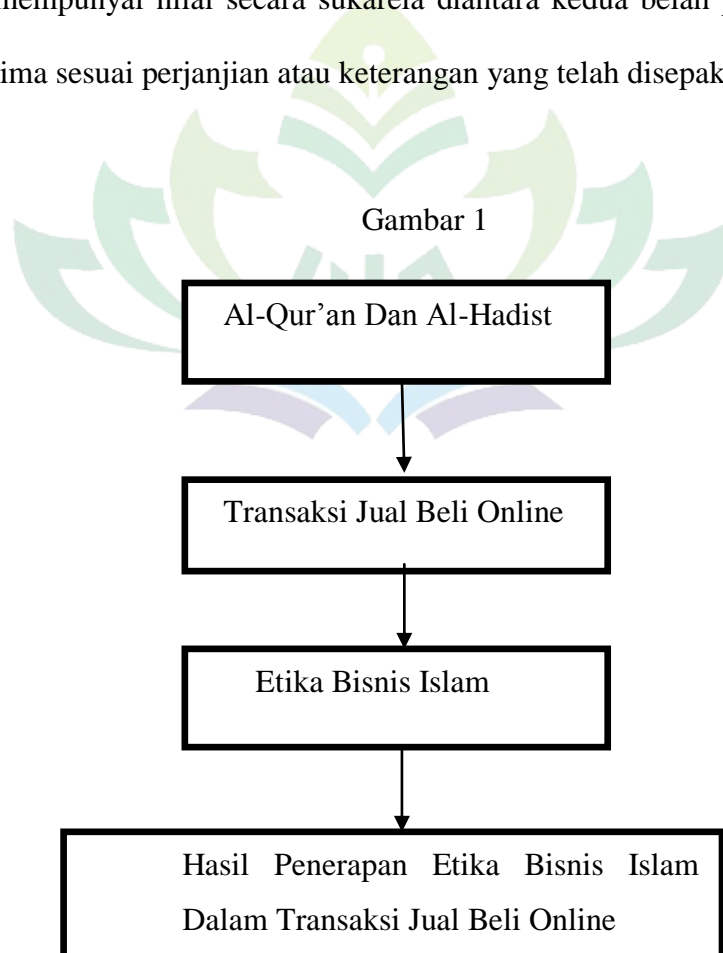 mempunyai nilai secara sukarela diantara kedua belah
ima sesuai perjanjian atau keterangan yang telah disepak
Gambar 1
Al-Qur’an Dan Al-Hadist
Transaksi Jual Beli Online
Etika Bisnis Islam
Hasil Penerapan Etika Bisnis Islam
Dalam Transaksi Jual Beli Online